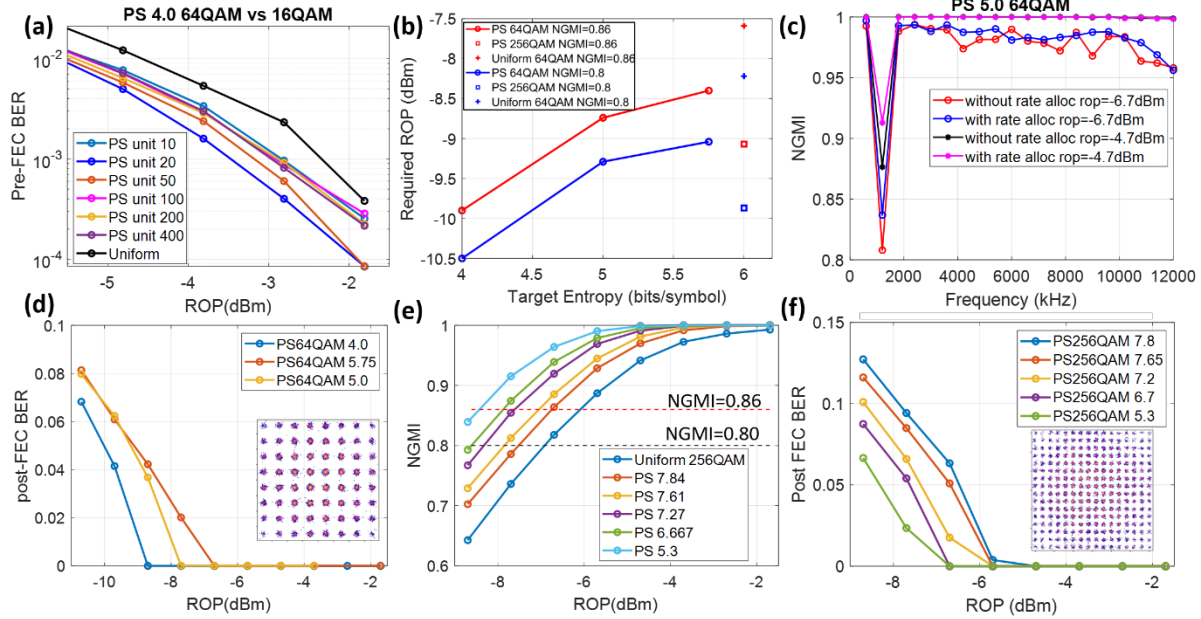 (a)
PS 4.0 64QAM vs 16QAM
Pre-FEC BER
10-2
10-3
10-4
PS unit 10
PS unit 20
PS unit 50
PS unit 100
PS unit 200
PS unit 400
Uniform
-5
-4
-3
-2
ROP(dBm)
(b)
Required ROP (dBm)
-7.5
-8
-8.5
-9
-9.5
-10
-10.5
PS 64QAM NGMI=0.86
PS 256QAM NGMI=0.86
Uniform 64QAM NGMI=0.86
PS 64QAM NGMI=0.8
PS 256QAM NGMI=0.8
Uniform 64QAM NGMI=0.8
4
4.5
5
5.5
6
Target Entropy (bits/symbol)
(c)
PS 5.0 64QAM
NGMI
1
0.95
0.9
0.85
0.8
without rate alloc rop=-6.7dBm
with rate alloc rop=-6.7dBm
without rate alloc rop=-4.7dBm
with rate alloc rop=-4.7dBm
0
2000
4000
6000
8000
10000
12000
Frequency (kHz)
(d)
post-FEC BER
0.1
0.08
0.06
0.04
0.02
0
PS64QAM 4.0
PS64QAM 5.75
PS64QAM 5.0
-10
-8
-6
-4
-2
ROP(dBm)
(e)
NGMI
1
0.9
0.8
0.7
0.6
NGMI=0.86
NGMI=0.80
Uniform 256QAM
PS 7.84
PS 7.61
PS 7.27
PS 6.667
PS 5.3
-8
-6
-4
-2
ROP(dBm)
(f)
Post FEC BER
0.15
0.1
0.05
0
PS256QAM 7.8
PS256QAM 7.65
PS256QAM 7.2
PS256QAM 6.7
PS256QAM 5.3
-8
-6
-4
-2
ROP (dBm)